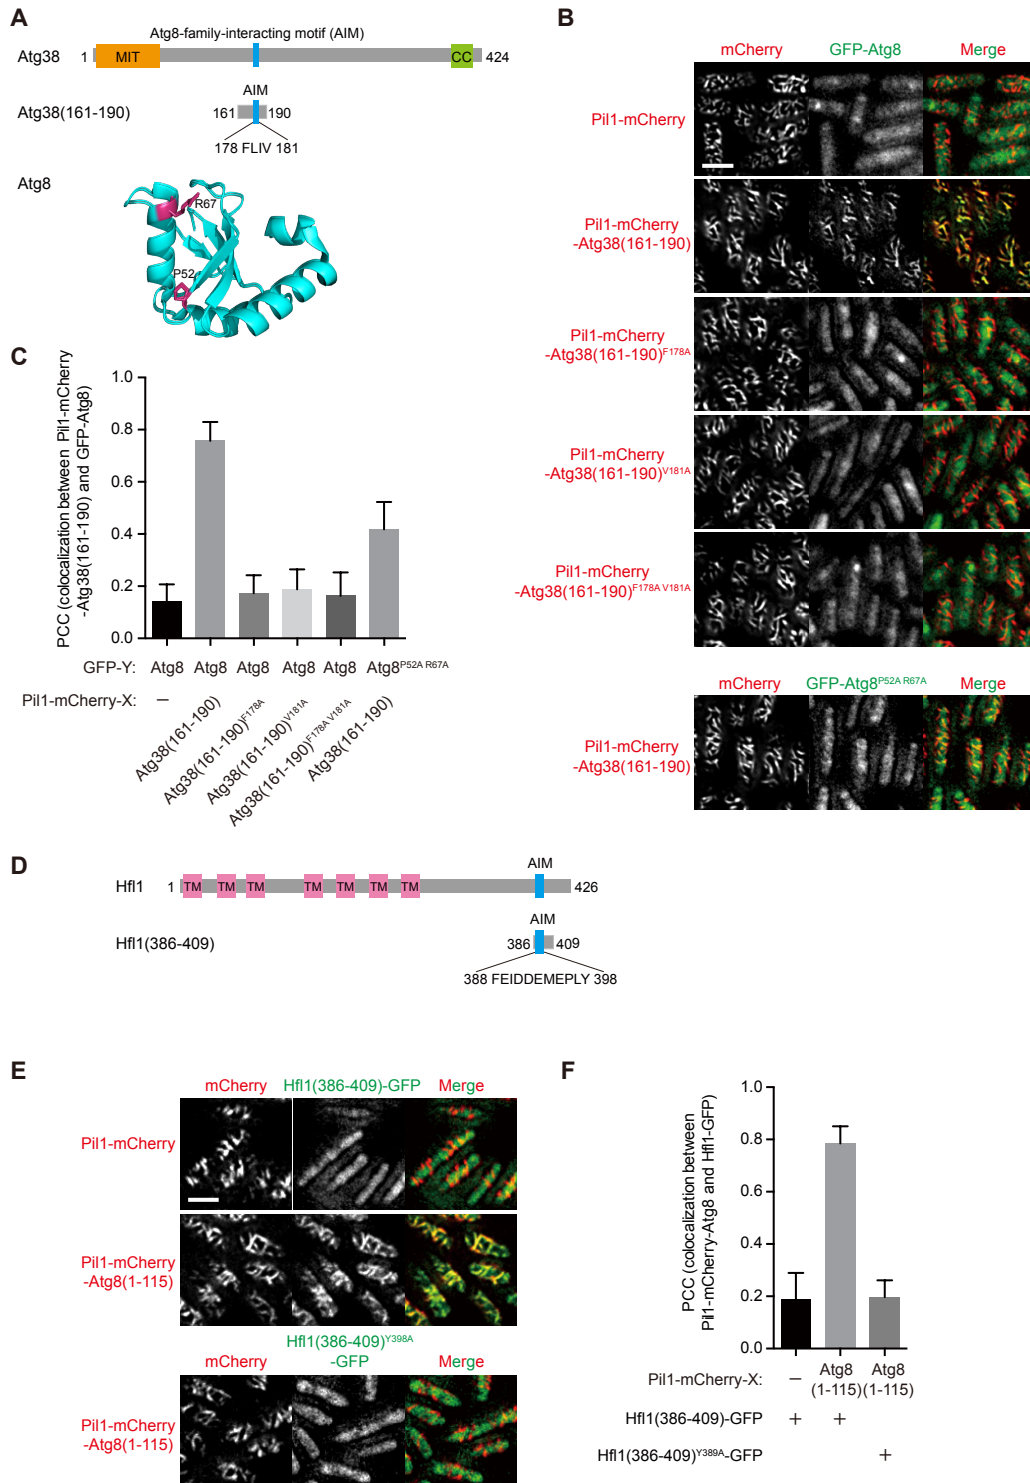 A
Atg8-family-interacting motif (AIM)
Atg38 1 MIT CC 424
AIM
Atg38(161-190) 161 190
178 FLIV 181
Atg8
R67
P52
B
mCherry GFP-Atg8 Merge
Pil1-mCherry
Pil1-mCherry
-Atg38(161-190)
Pil1-mCherry
-Atg38(161-190)F178A
Pil1-mCherry
-Atg38(161-190)V181A
Pil1-mCherry
-Atg38(161-190)F178A V181A
mCherry GFP-Atg8P52A R67A Merge
Pil1-mCherry
-Atg38(161-190)
C
PCC (colocalization between Pil1-mCherry
-Atg38(161-190) and GFP-Atg8)
1.0
0.8
0.6
0.4
0.2
0.0
GFP-Y: Atg8 Atg8 Atg8 Atg8 Atg8 Atg8P52A R67A
Pil1-mCherry-X: –
Atg38(161-190)
Atg38(161-190)F178A
Atg38(161-190)V181A
Atg38(161-190)F178A V181A
Atg38(161-190)
D
AIM
Hfl1 1 TM TM TM TM TM TM TM 426
AIM
Hfl1(386-409) 386 409
388 FEIDDEMEPLY 398
E
mCherry Hfl1(386-409)-GFP Merge
Pil1-mCherry
Pil1-mCherry
-Atg8(1-115)
Hfl1(386-409)Y398A
mCherry -GFP Merge
Pil1-mCherry
-Atg8(1-115)
F
PCC (colocalization between
Pil1-mCherry-Atg8 and Hfl1-GFP)
1.0
0.8
0.6
0.4
0.2
0.0
Pil1-mCherry-X: – Atg8 Atg8
(1-115) (1-115)
Hfl1(386-409)-GFP + +
Hfl1(386-409)Y389A-GFP +